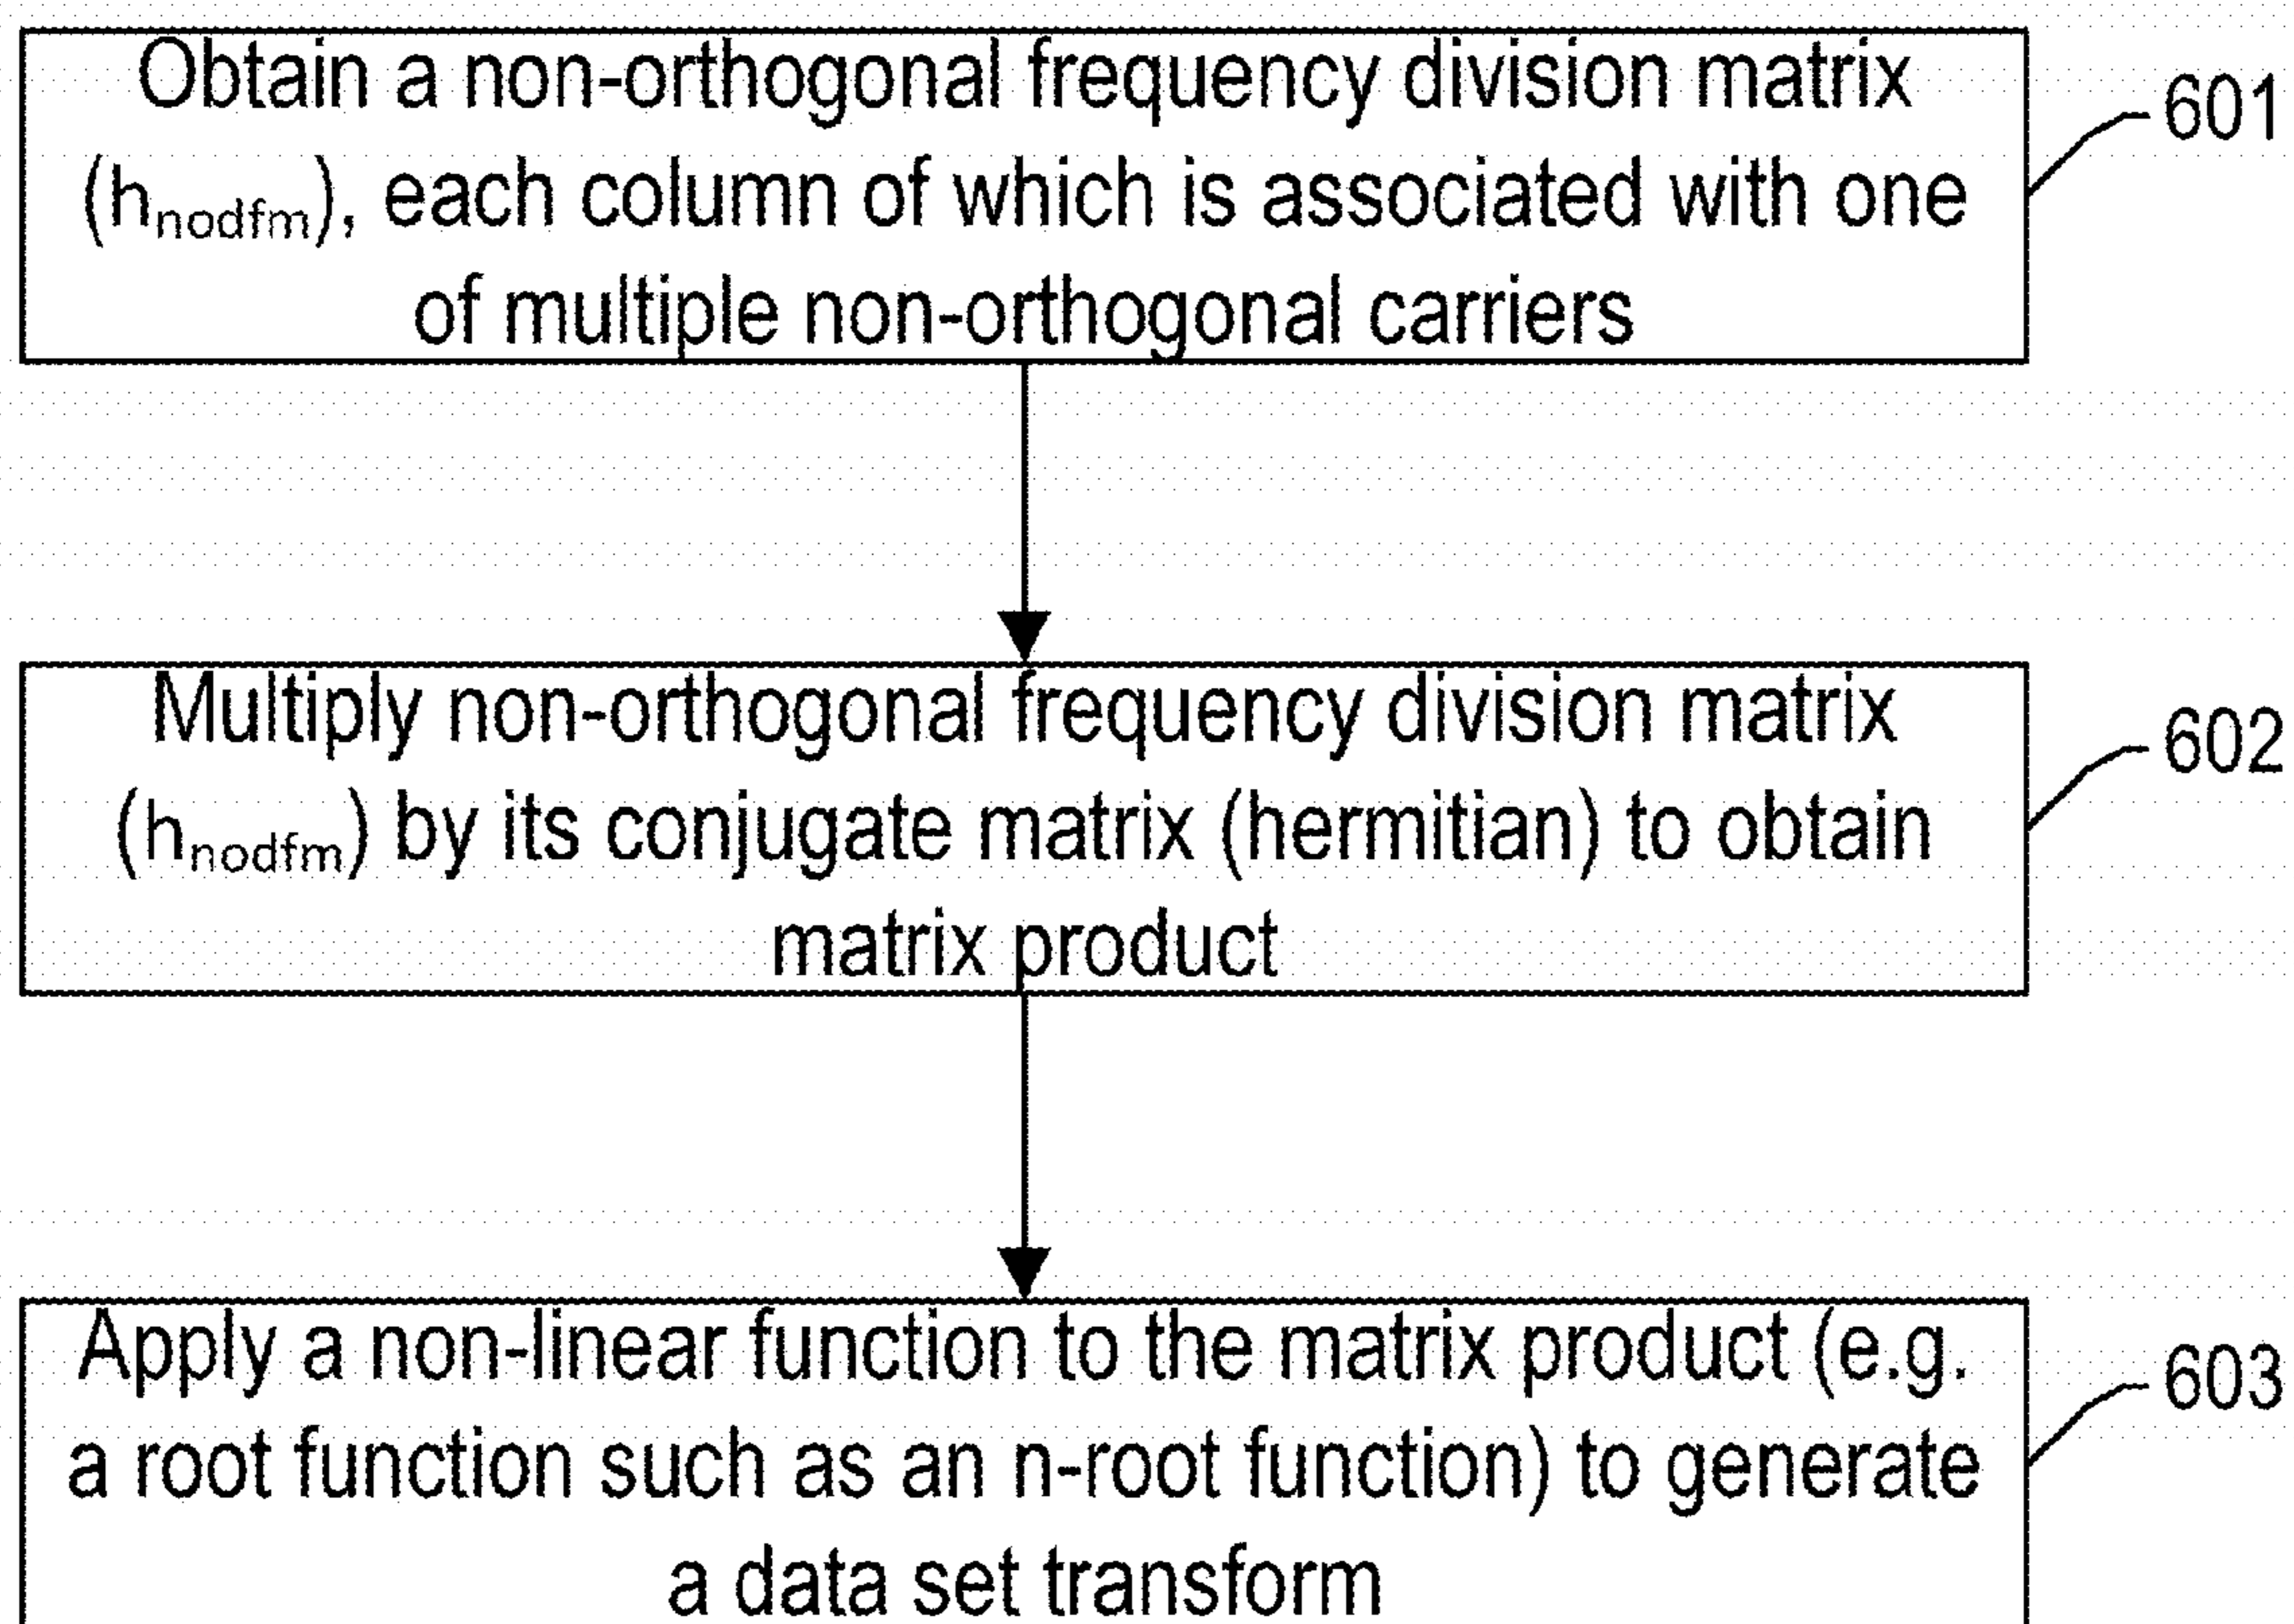 Obtain a non-orthogonal frequency division matrix
(hnodfm), each column of which is associated with one
of multiple non-orthogonal carriers
601
Multiply non-orthogonal frequency division matrix
(hnodfm) by its conjugate matrix (hermitian) to obtain
matrix product
602
Apply a non-linear function to the matrix product (e.g.
a root function such as an n-root function) to generate
a data set transform
603